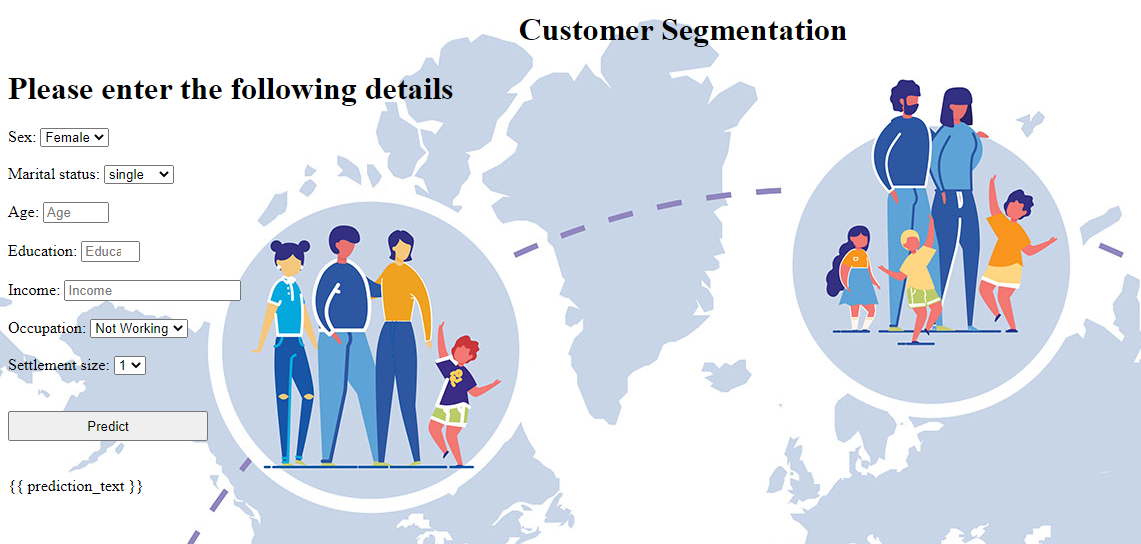 Customer Segmentation
Please enter the following details
Sex: Female
Marital status: single
Age: Age
Education: Educa
Income: Income
Occupation: Not Working
Settlement size: 1
Predict
{{ prediction_text }}